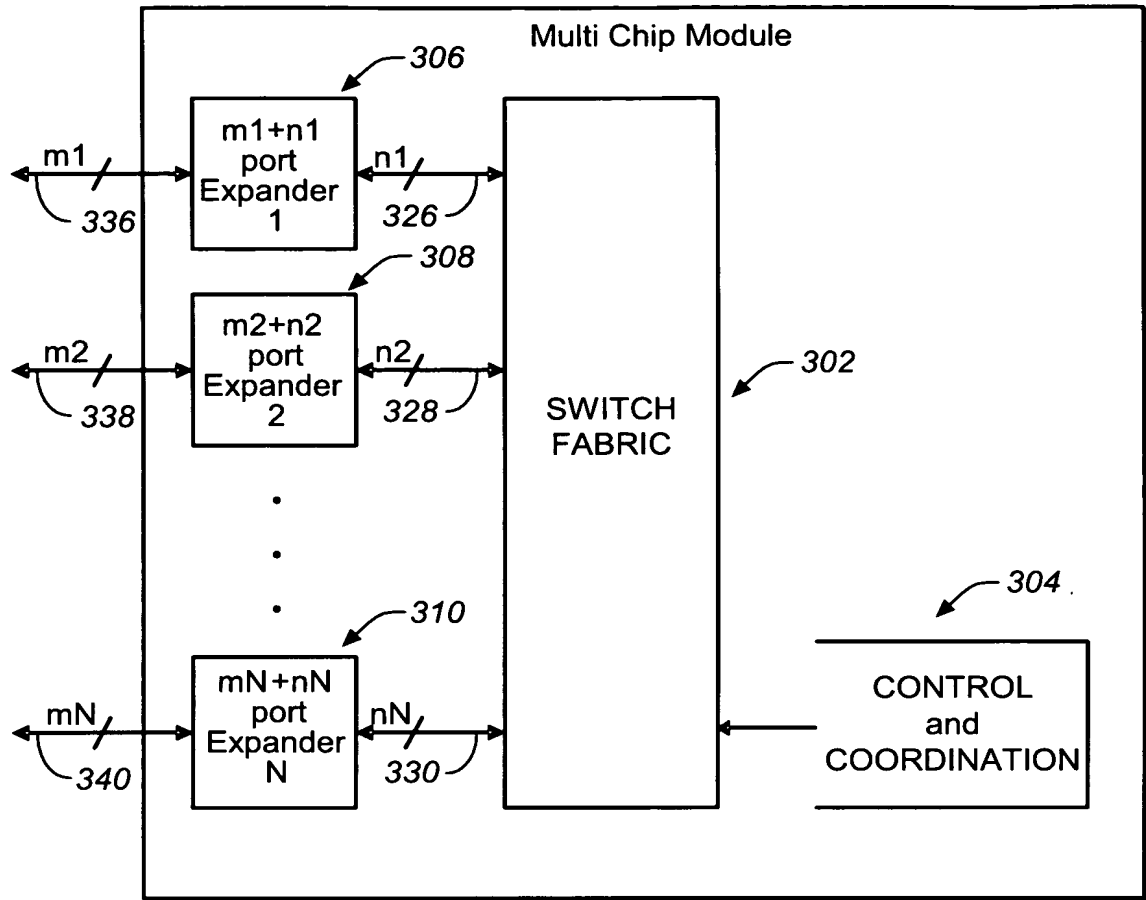 Multi Chip Module
306
m1+n1
port
Expander
1
m1
336
n1
326
308
m2+n2
port
Expander
2
m2
338
n2
328
SWITCH
FABRIC
302
310
mN+nN
port
Expander
N
mN
340
nN
330
304
CONTROL
and
COORDINATION